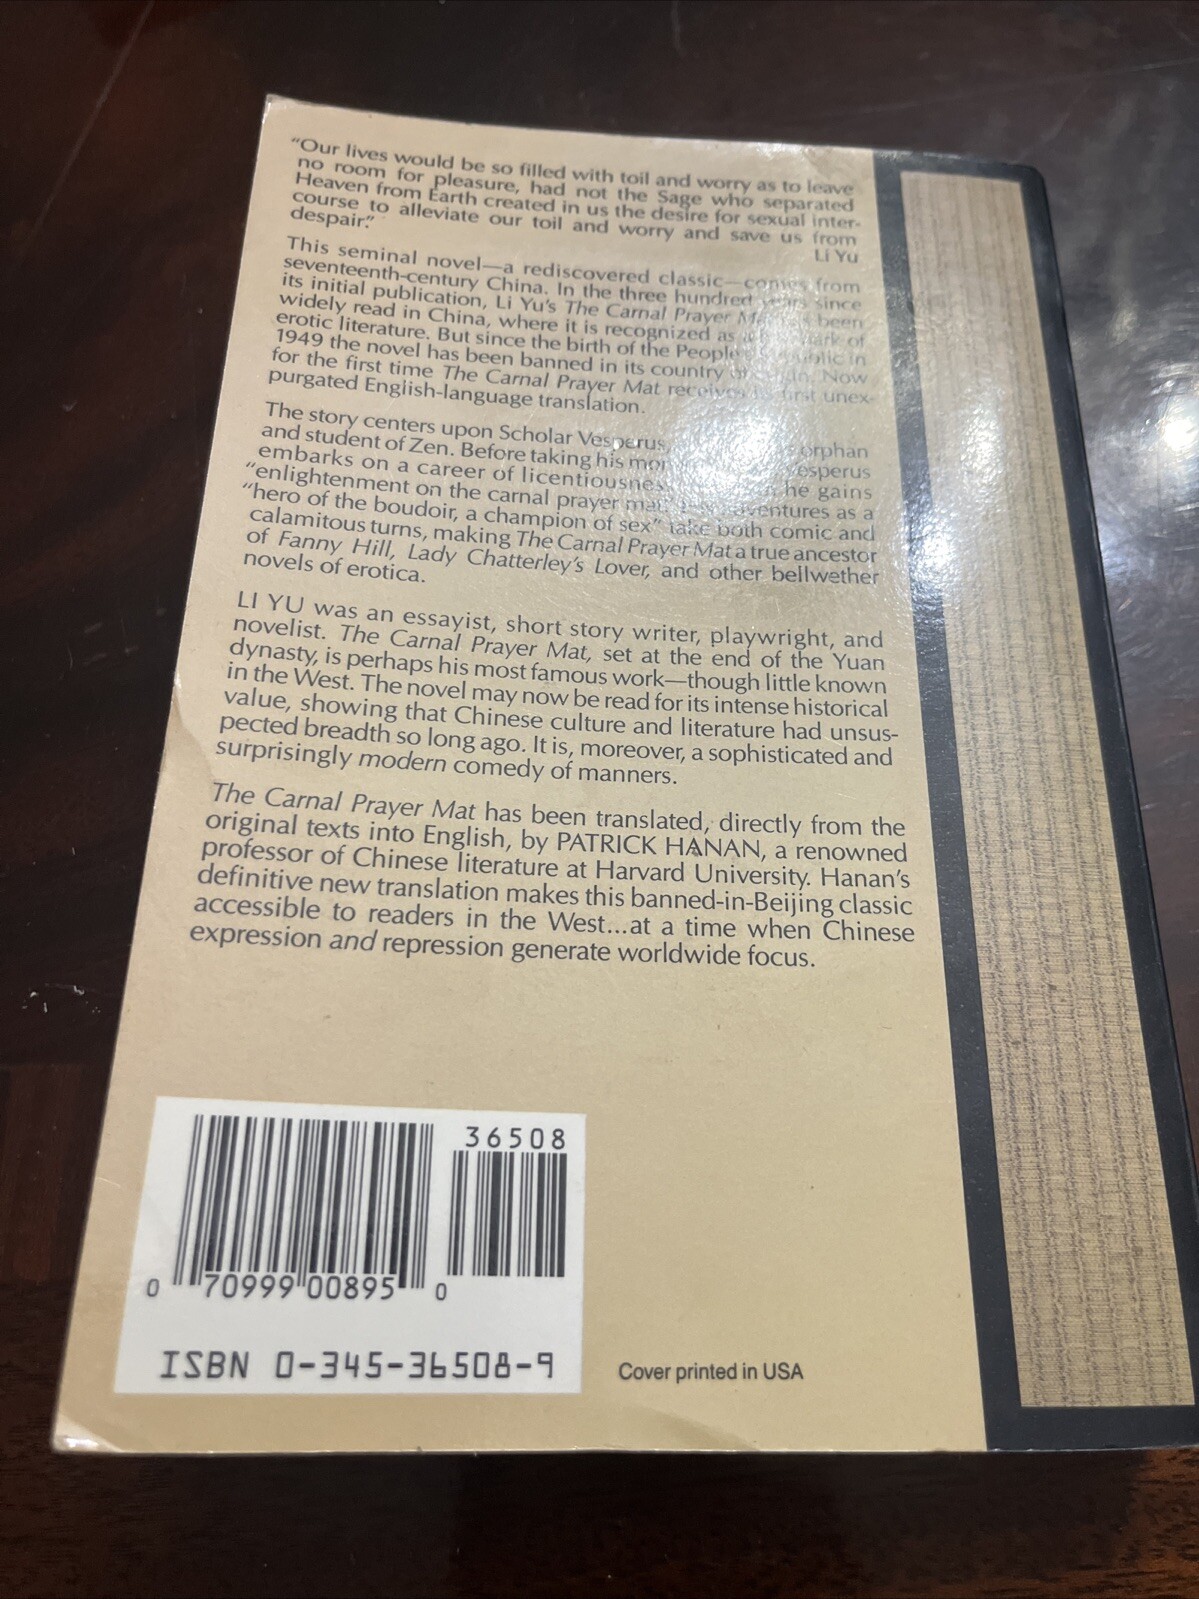 "Our lives would be so filled with toil and worry as to leave
no room for pleasure, had not the Sage who separated
Heaven from Earth created in us the desire for sexual inter-
course to alleviate our toil and worry and save us from
despair."
Li Yu
This seminal novel—a rediscovered classic—comes from
seventeenth-century China. In the three hundred years since
its initial publication, Li Yu's The Carnal Prayer Mat has been
widely read in China, where it is recognized as a of
erotic literature. But since the birth of the People's Republic in
1949 the novel has been banned in its country of Now
for the first time The Carnal Prayer Mat receives its first unex-
purgated English-language translation.
The story centers upon Scholar Vesperus, orphan
and student of Zen. Before taking his Vesperus
embarks on a career of licentiousness he gains
"enlightenment on the carnal prayer mat." adventures as a
"hero of the boudoir, a champion of sex" take both comic and
calamitous turns, making The Carnal Prayer Mat a true ancestor
of Fanny Hill, Lady Chatterley's Lover, and other bellwether
novels of erotica.
LI YU was an essayist, short story writer, playwright, and
novelist. The Carnal Prayer Mat, set at the end of the Yuan
dynasty, is perhaps his most famous work—though little known
in the West. The novel may now be read for its intense historical
value, showing that Chinese culture and literature had unsus-
pected breadth so long ago. It is, moreover, a sophisticated and
surprisingly modern comedy of manners.
The Carnal Prayer Mat has been translated, directly from the
original texts into English, by PATRICK HANAN, a renowned
professor of Chinese literature at Harvard University. Hanan's
definitive new translation makes this banned-in-Beijing classic
accessible to readers in the West...at a time when Chinese
expression and repression generate worldwide focus.
36508
0 70999 00895 0
ISBN 0-345-36508-9
Cover printed in USA